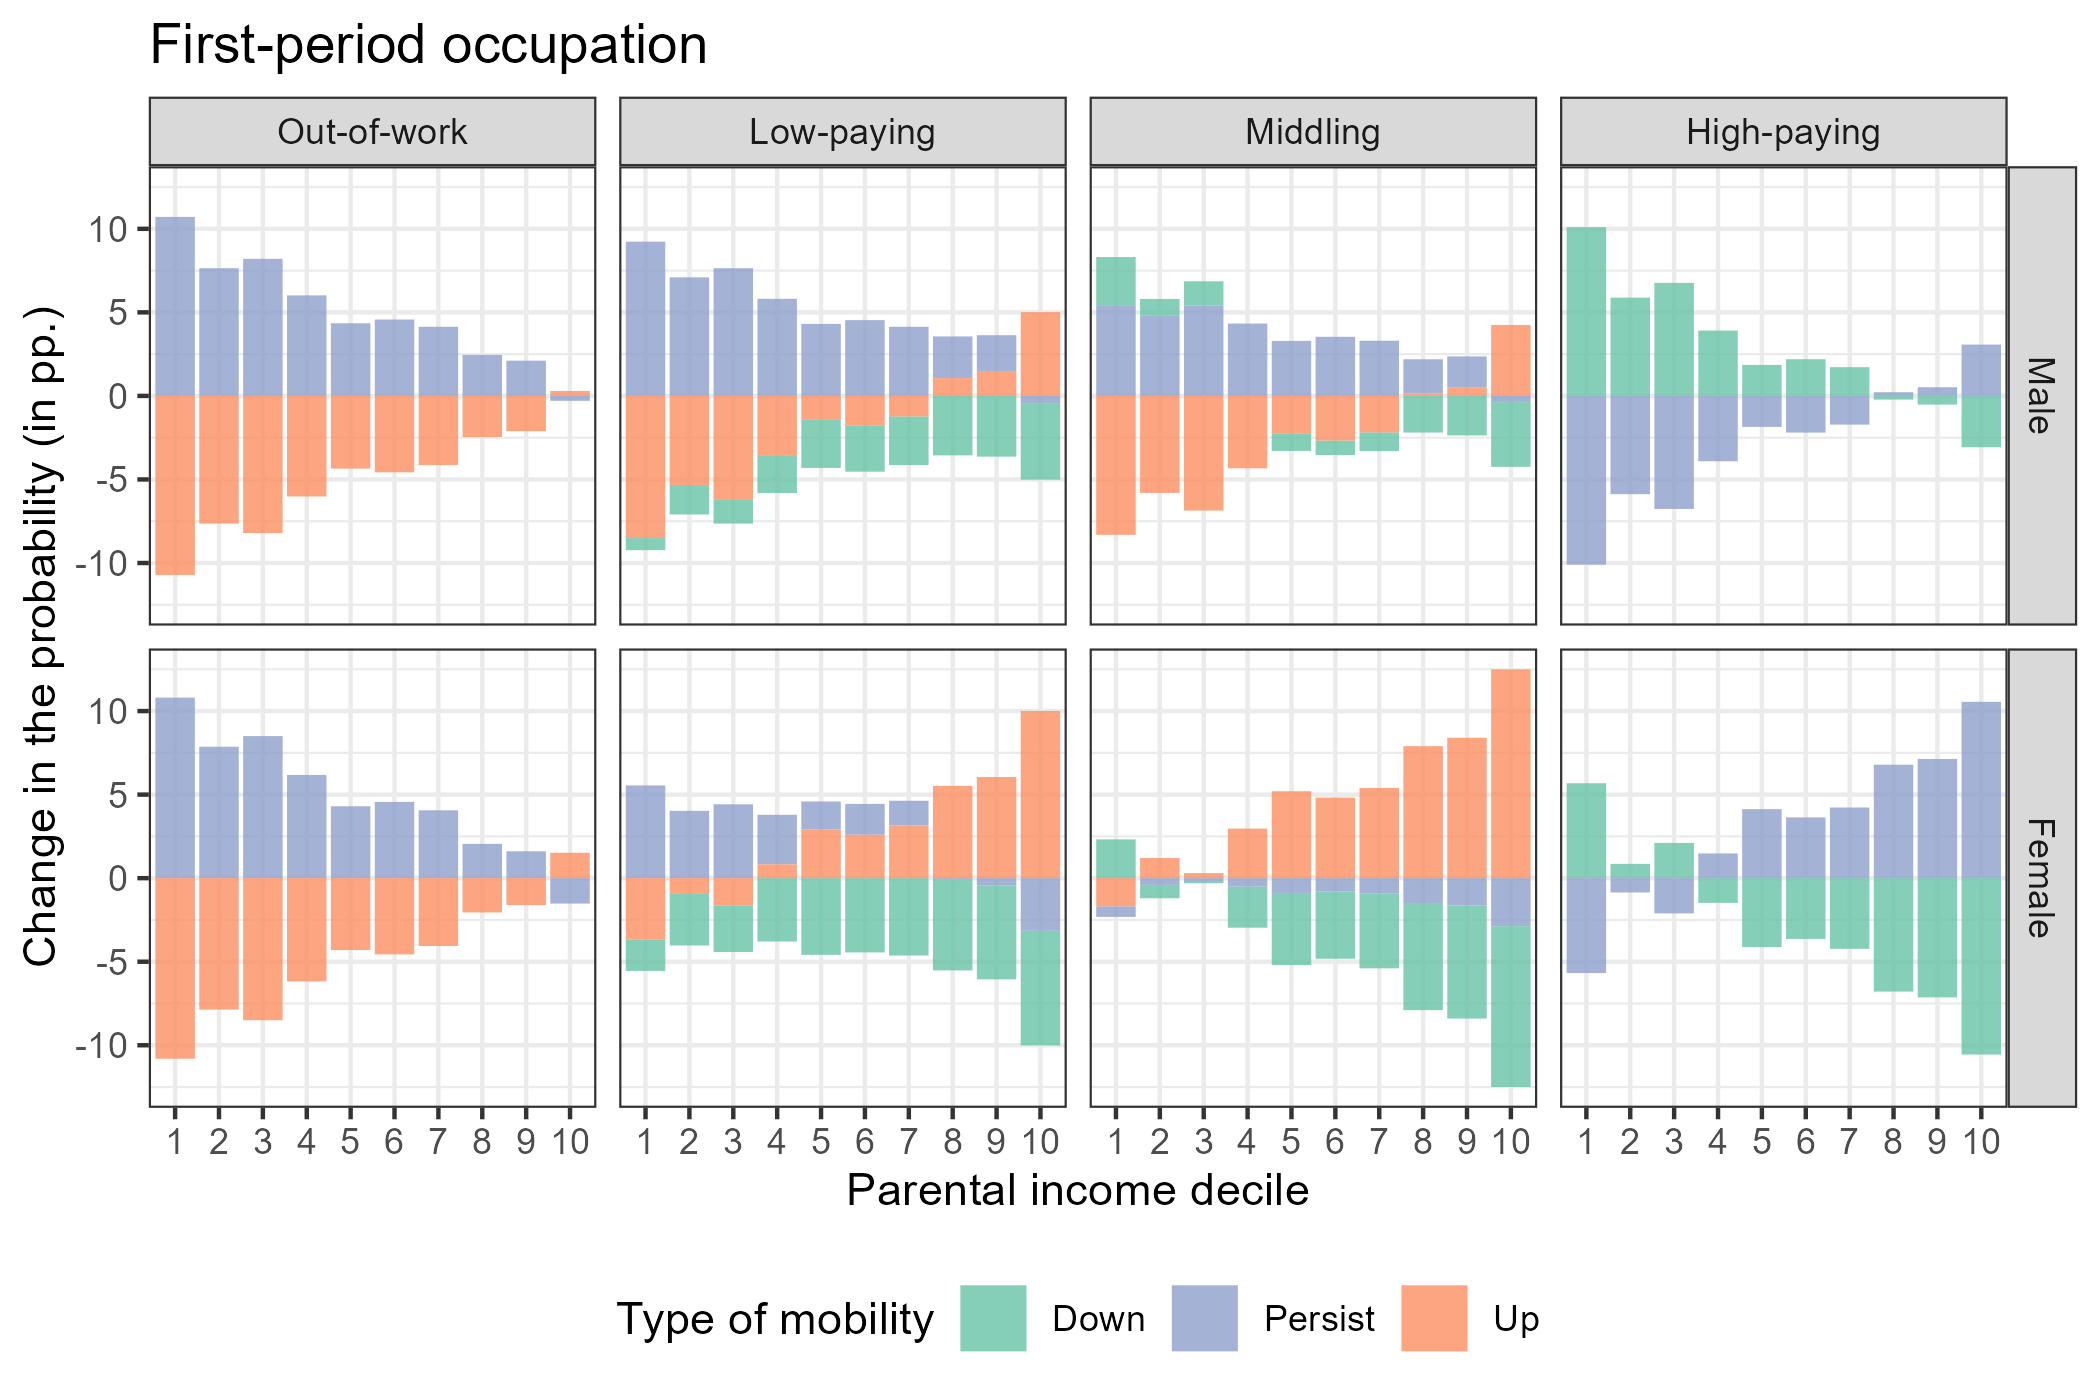 First-period occupation
Out-of-work Low-paying Middling High-paying
Change in the probability (in pp.)
10
5
0
-5
-10
Male
10
5
0
-5
-10
Female
1 2 3 4 5 6 7 8 9 10 1 2 3 4 5 6 7 8 9 10 1 2 3 4 5 6 7 8 9 10 1 2 3 4 5 6 7 8 9 10
Parental income decile
Type of mobility Down Persist Up